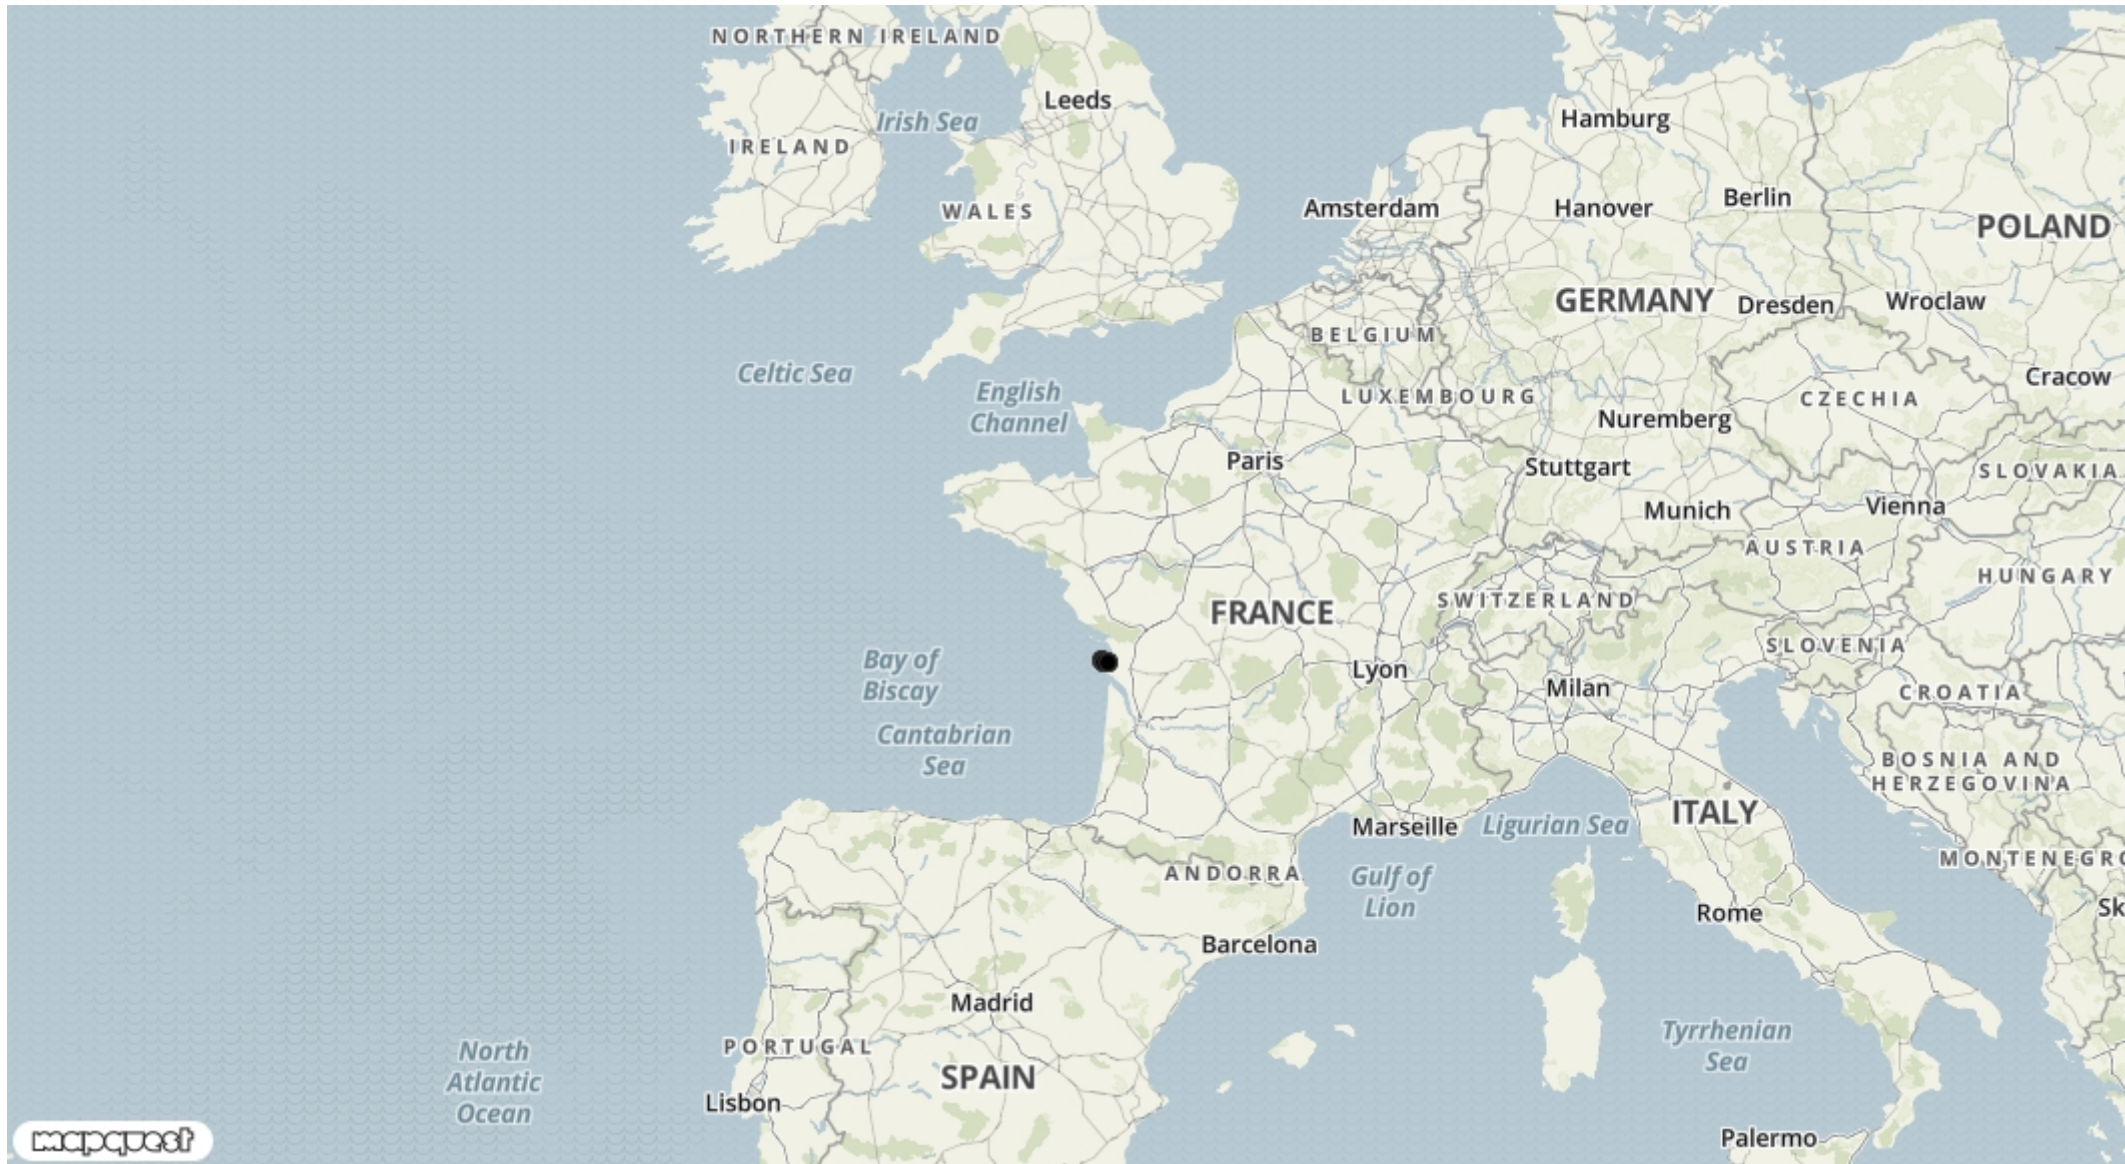 NORTHERN IRELAND
Leeds
Irish Sea
IRELAND
Hamburg
WALES
Amsterdam
Hanover
Berlin
POLAND
GERMANY
Dresden
Wroclaw
BELGIUM
Celtic Sea
English
Channel
LUXEMBOURG
Cracow
CZECHIA
Nuremberg
Paris
Stuttgart
SLOVAKIA
Munich
Vienna
AUSTRIA
HUNGARY
SWITZERLAND
FRANCE
SLOVENIA
Bay of
Biscay
Lyon
Milan
CROATIA
Cantabrian
Sea
BOSNIA AND
HERZEGOVINA
ITALY
Marseille
Ligurian Sea
MONTENEGRO
ANDORRA
Gulf of
Lion
Rome
Sk
Barcelona
Madrid
Tyrrhenian
Sea
PORTUGAL
North
Atlantic
Ocean
SPAIN
Lisbon
Palermo
mapquest